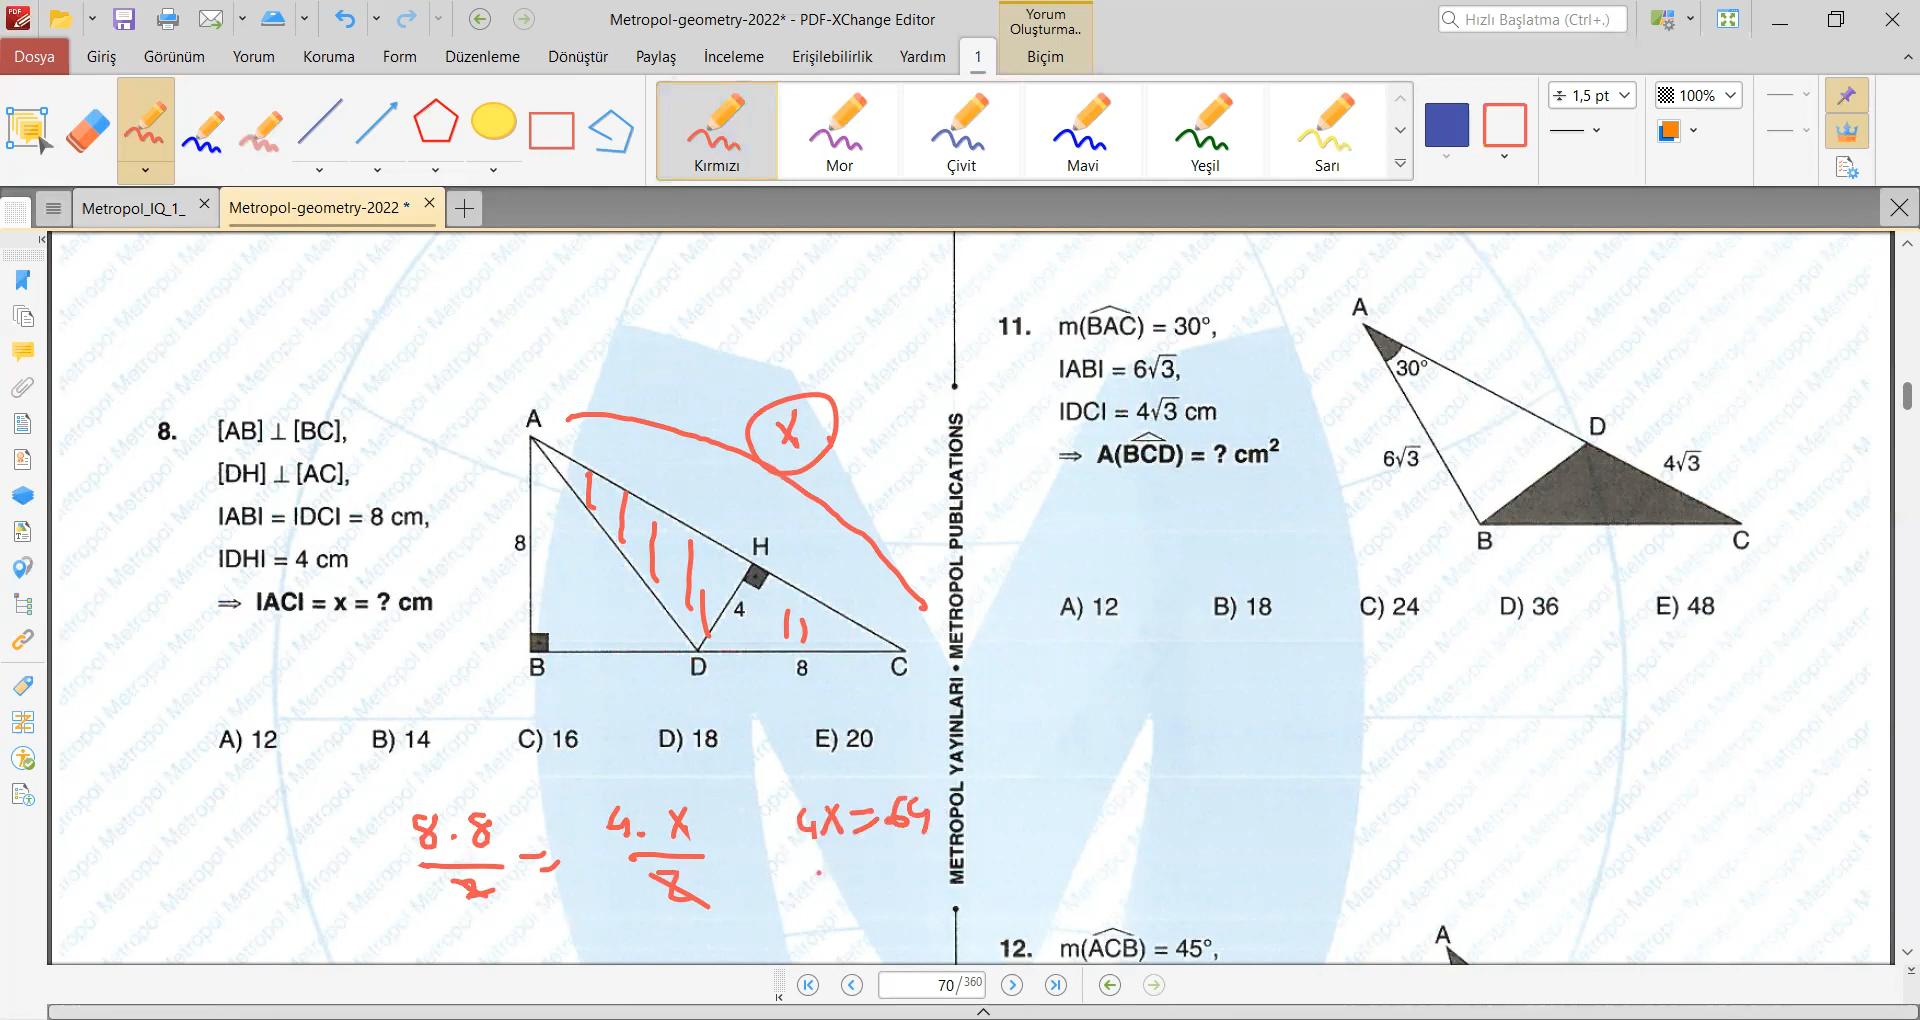 Metropol-geometry-2022* - PDF-XChange Editor
Yorum
Oluşturma..
Hızlı Başlatma (Ctrl+.)
Dosya
Giriş
Görünüm
Yorum
Koruma
Form
Düzenleme
Dönüştür
Paylaş
İnceleme
Erişilebilirlik
Yardım
1
Biçim
Kırmızı
Mor
Çivit
Mavi
Yeşil
Sarı
1,5 pt
100%
Metropol_IQ_1_
Metropol-geometry-2022 *
8. [AB] ⊥ [BC],
[DH] ⊥ [AC],
IABI = IDCI = 8 cm,
IDHI = 4 cm
⇒ IACI = x = ? cm
A
H
8
4
B
D
8
C
x
A) 12 B) 14 C) 16 D) 18 E) 20
8.8/2 = 4.x/2 4x=64
METROPOL YAYINLARI • METROPOL PUBLICATIONS
11. m(BAC) = 30°,
IABI = 6√3,
IDCI = 4√3 cm
⇒ A(BCD) = ? cm²
A
30°
D
6√3
4√3
B
C
A) 12 B) 18 C) 24 D) 36 E) 48
12. m(ACB) = 45°,
A
70 / 360